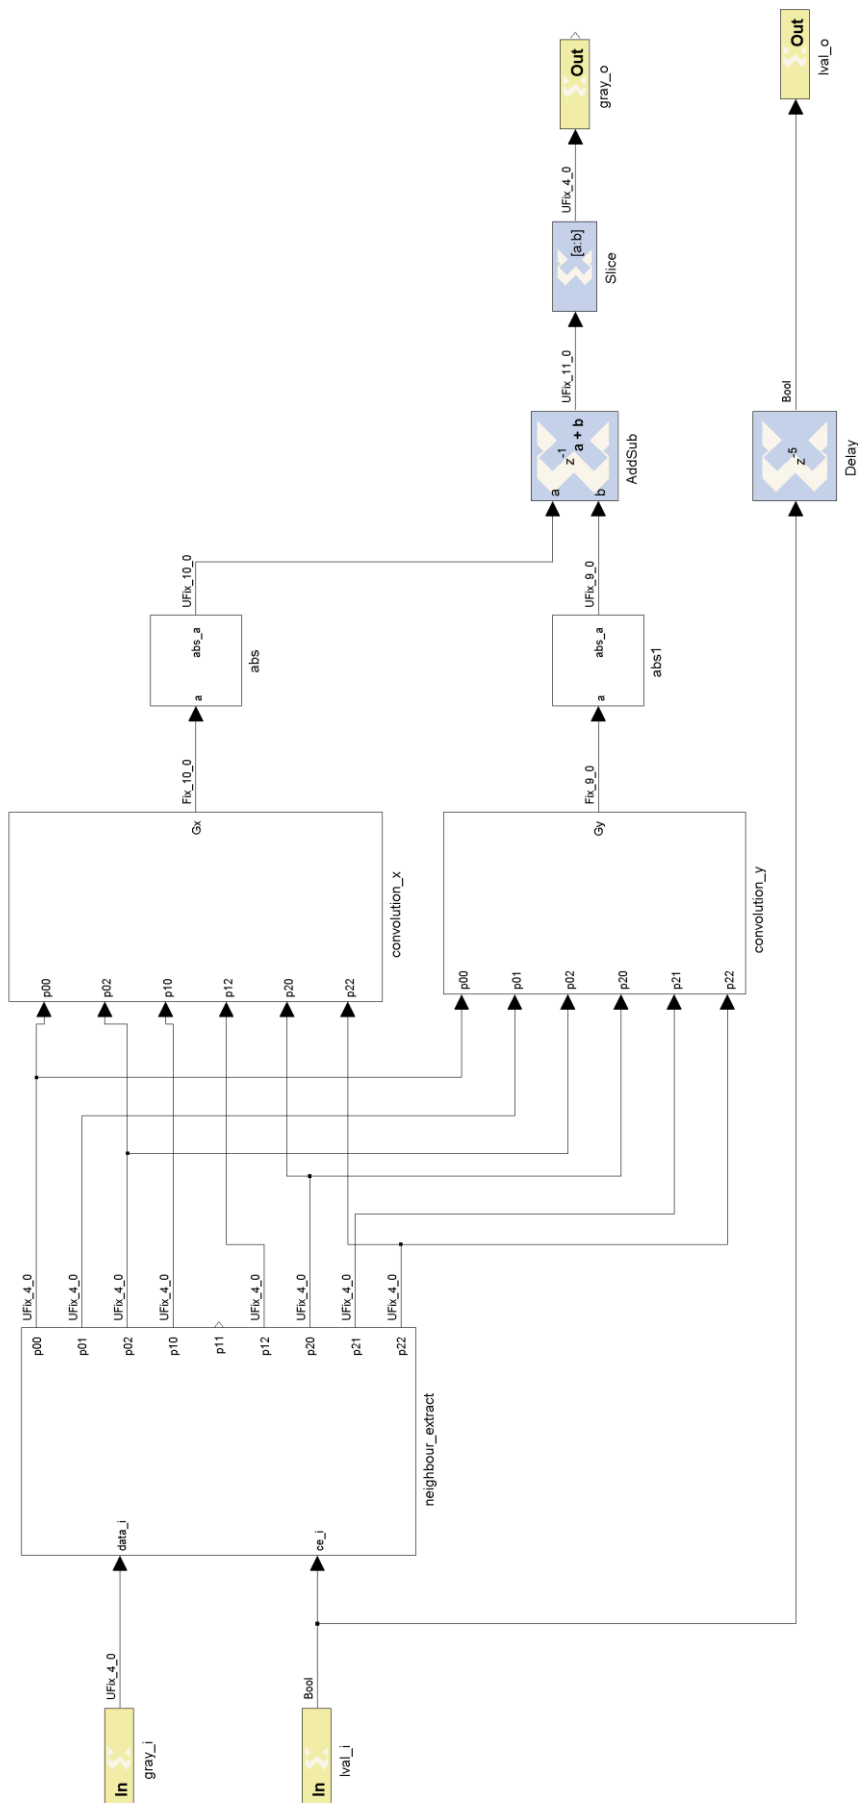 In
gray_i
UFix_4_0
In
lval_i
Bool
data_i
ce_i
neighbour_extract
p00
p01
p02
p10
p11
p12
p20
p21
p22
UFix_4_0
UFix_4_0
UFix_4_0
UFix_4_0
UFix_4_0
UFix_4_0
UFix_4_0
UFix_4_0
p00
p02
p10
p12
p20
p22
Gx
convolution_x
p00
p01
p02
p20
p21
p22
Gy
convolution_y
Fix_10_0
Fix_9_0
a
abs_a
abs
a
abs_a
abs1
UFix_10_0
UFix_9_0
a
b
z-1
a + b
AddSub
UFix_11_0
[a:b]
Slice
UFix_4_0
Out
gray_o
z-5
Delay
Bool
Out
lval_o